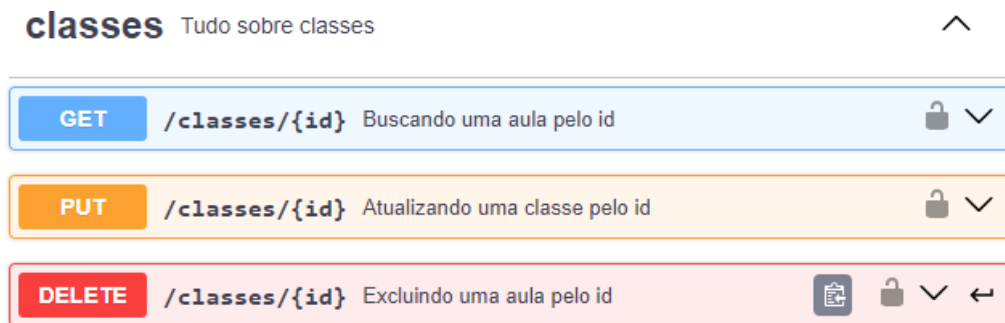 classes Tudo sobre classes
GET /classes/{id} Buscando uma aula pelo id
PUT /classes/{id} Atualizando uma classe pelo id
DELETE /classes/{id} Excluindo uma aula pelo id